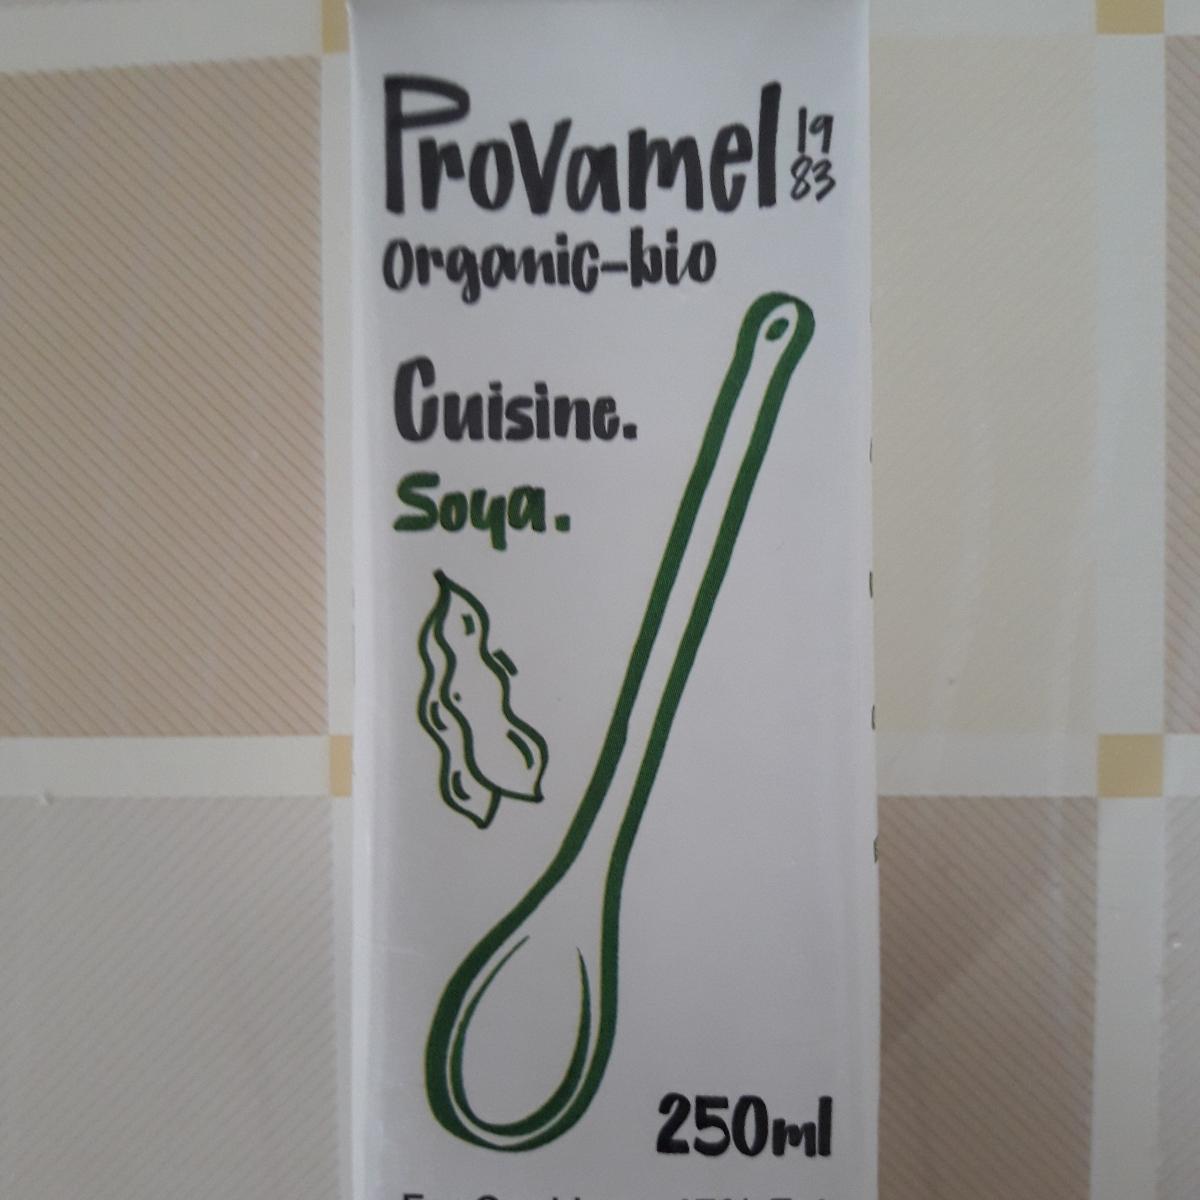 Provamel 19
83
organic-bio
Cuisine.
Soya.
250ml